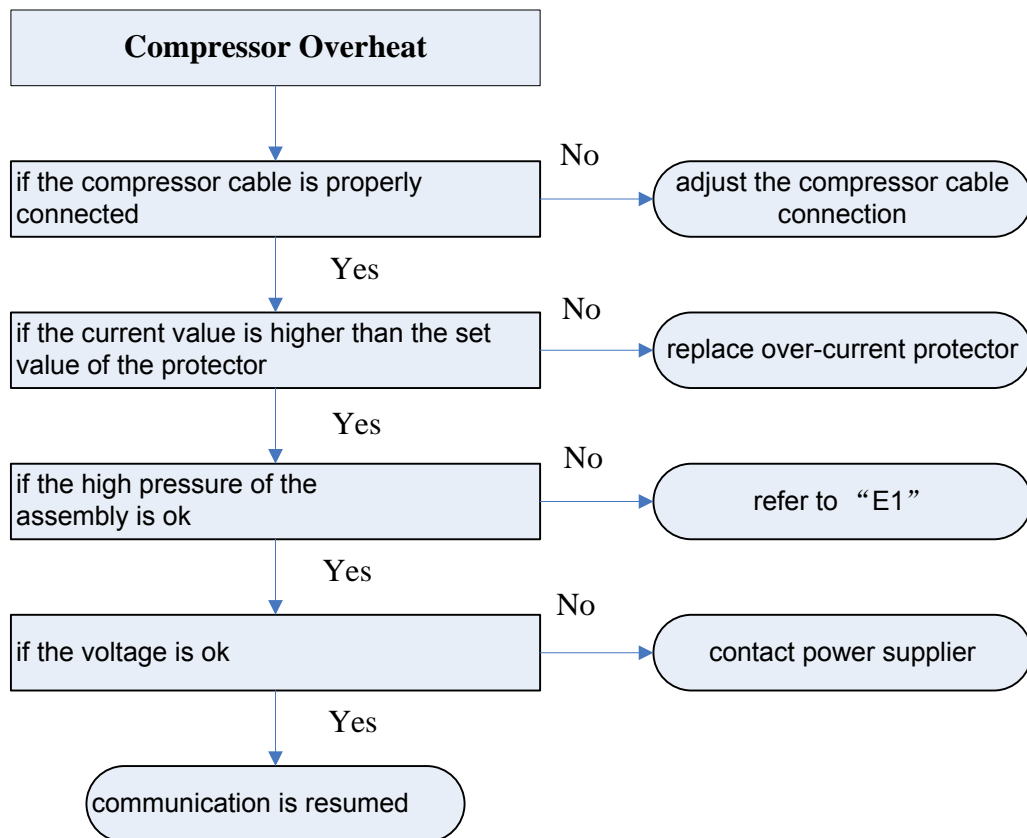 Compressor Overheat
No
if the compressor cable is properly
connected
adjust the compressor cable
connection
Yes
No
if the current value is higher than the set
value of the protector
replace over-current protector
Yes
No
if the high pressure of the
assembly is ok
refer to “E1”
Yes
No
if the voltage is ok
contact power supplier
Yes
communication is resumed